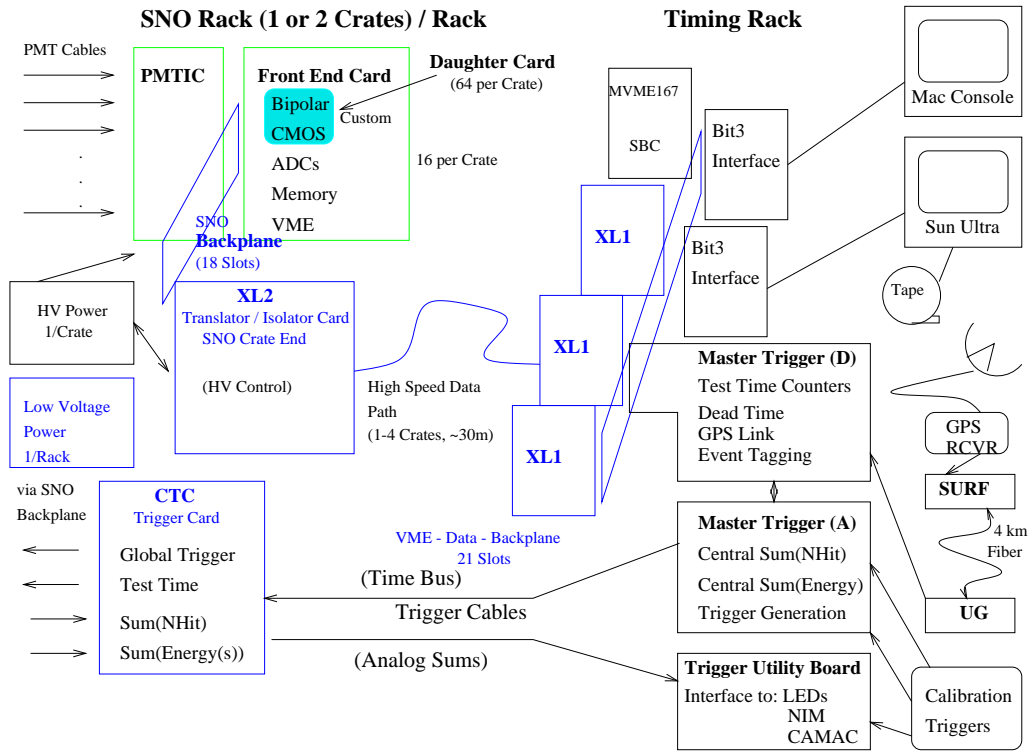 SNO Rack (1 or 2 Crates) / Rack
Timing Rack
PMT Cables
PMTIC
Front End Card
Bipolar
CMOS
Custom
ADCs
Memory
VME
Daughter Card
(64 per Crate)
16 per Crate
SNO
Backplane
(18 Slots)
MVME167
SBC
Bit3
Interface
Mac Console
Bit3
Interface
Sun Ultra
Tape
XL1
XL1
XL1
HV Power
1/Crate
XL2
Translator / Isolator Card
SNO Crate End
(HV Control)
High Speed Data
Path
(1-4 Crates, ~30m)
Low Voltage
Power
1/Rack
Master Trigger (D)
Test Time Counters
Dead Time
GPS Link
Event Tagging
GPS
RCVR
SURF
4 km
Fiber
UG
via SNO
Backplane
CTC
Trigger Card
Global Trigger
Test Time
Sum(NHit)
Sum(Energy(s))
VME - Data - Backplane
21 Slots
(Time Bus)
Trigger Cables
(Analog Sums)
Master Trigger (A)
Central Sum(NHit)
Central Sum(Energy)
Trigger Generation
Trigger Utility Board
Interface to: LEDs
NIM
CAMAC
Calibration
Triggers